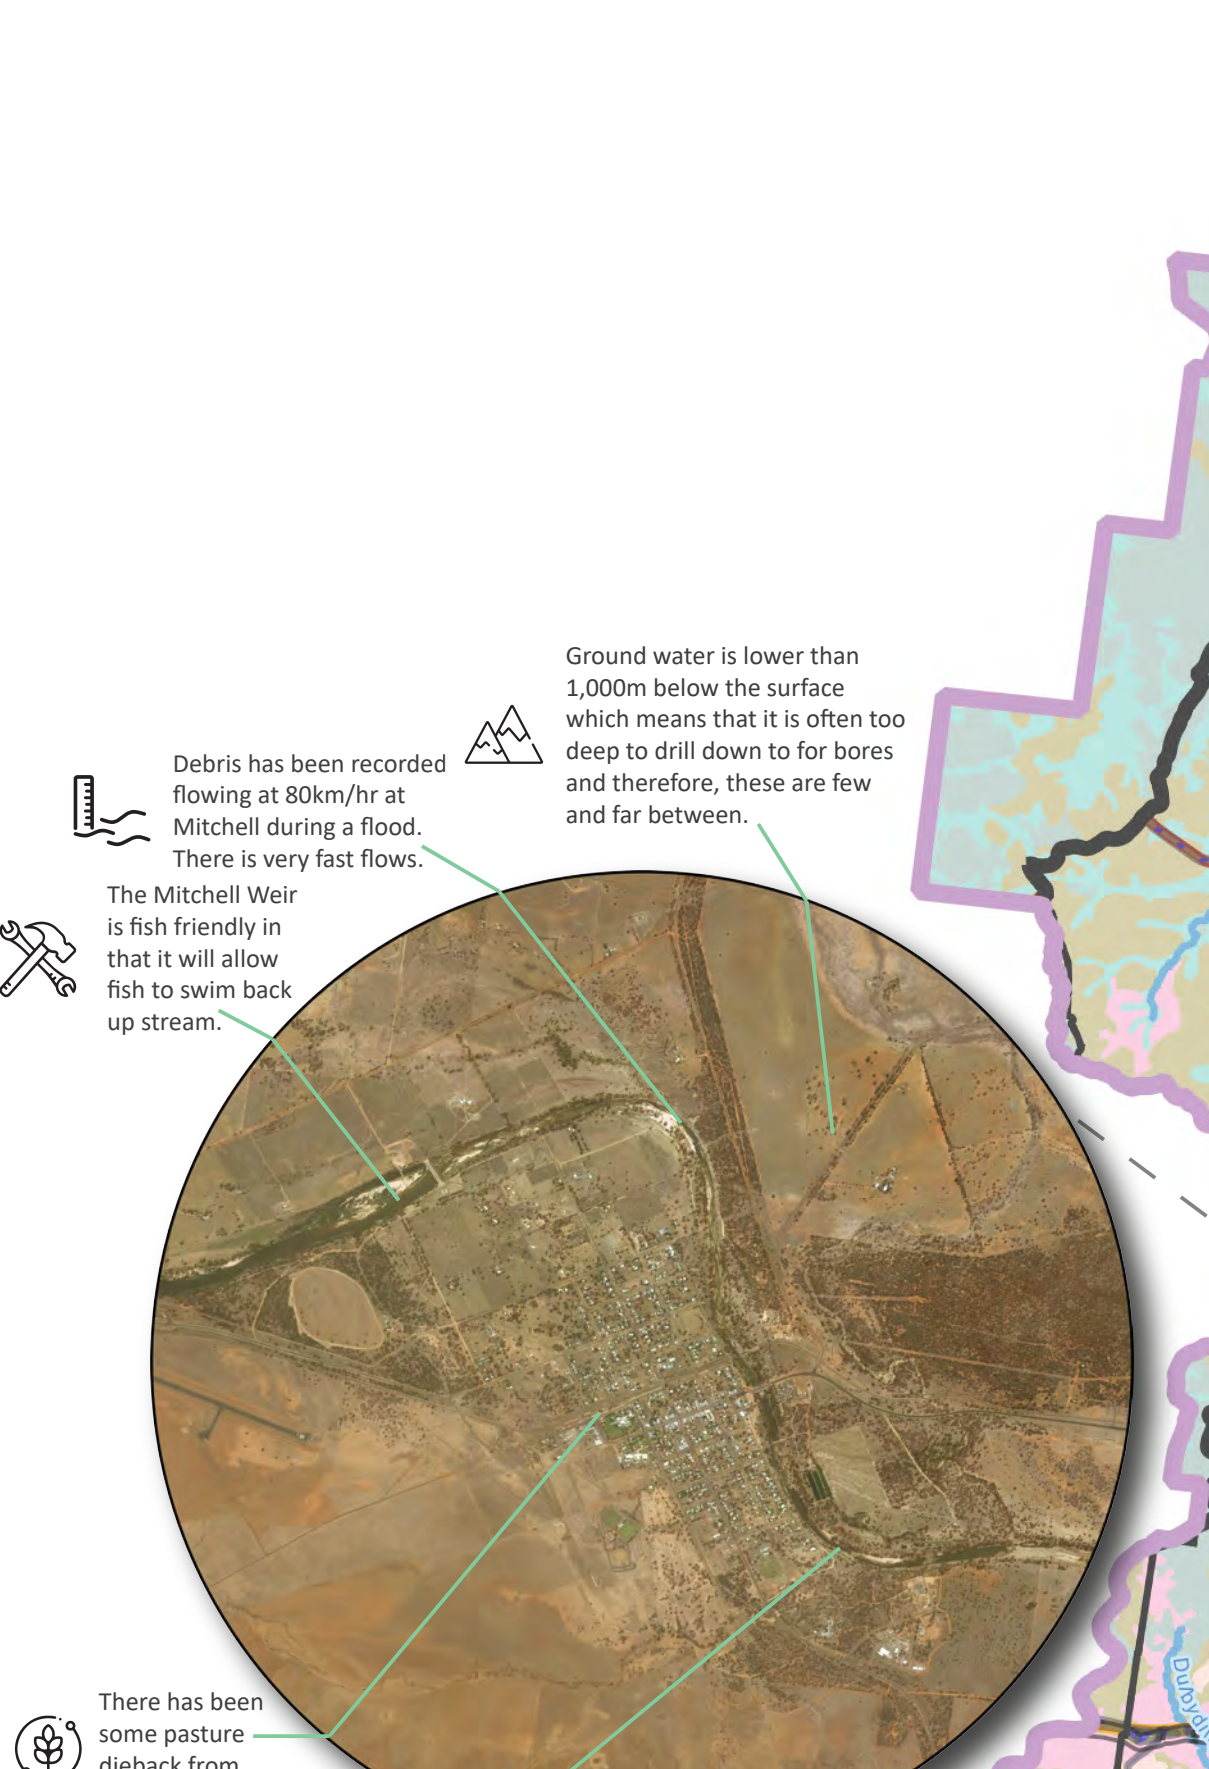 Ground water is lower than
1,000m below the surface
which means that it is often too
deep to drill down to for bores
and therefore, these are few
and far between.
Debris has been recorded
flowing at 80km/hr at
Mitchell during a flood.
There is very fast flows.
The Mitchell Weir
is fish friendly in
that it will allow
fish to swim back
up stream.
There has been
some pasture
dieback from